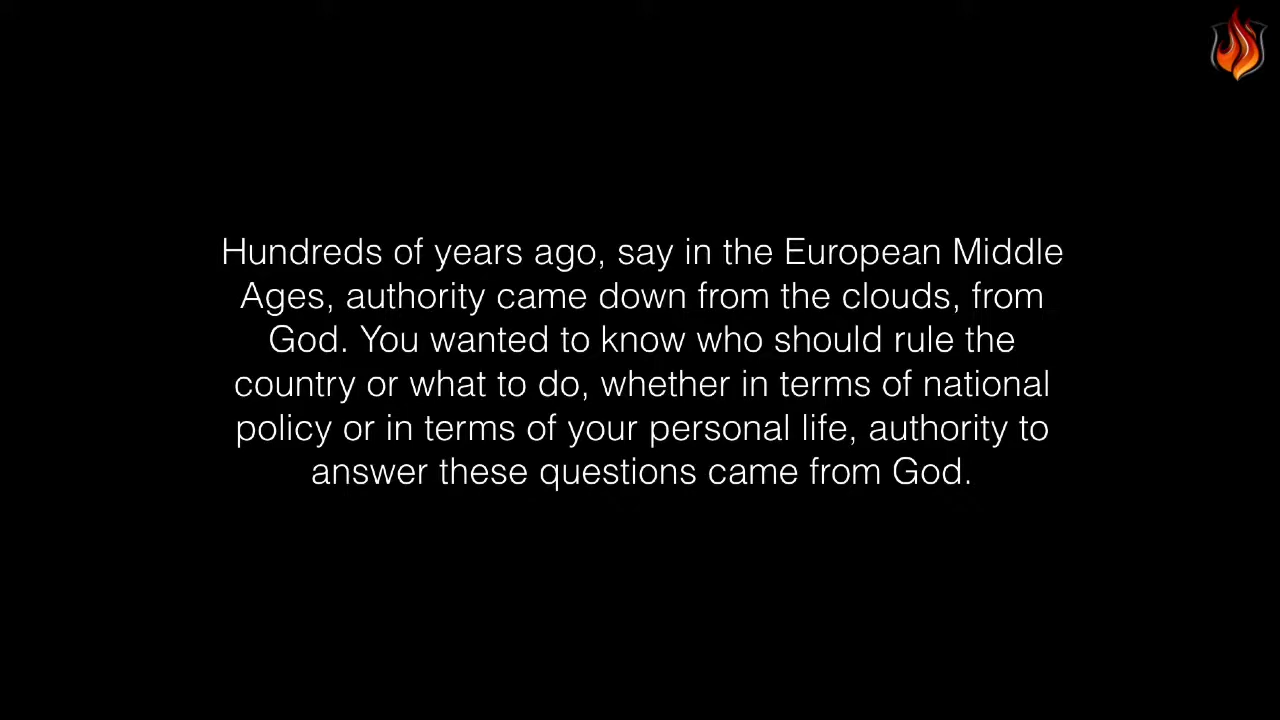 Hundreds of years ago, say in the European Middle
Ages, authority came down from the clouds, from
God. You wanted to know who should rule the
country or what to do, whether in terms of national
policy or in terms of your personal life, authority to
answer these questions came from God.